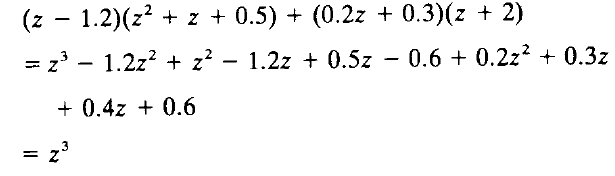 (z − 1.2)(z² + z + 0.5) + (0.2z + 0.3)(z + 2)
= z³ − 1.2z² + z² − 1.2z + 0.5z − 0.6 + 0.2z² + 0.3z
+ 0.4z + 0.6
= z³